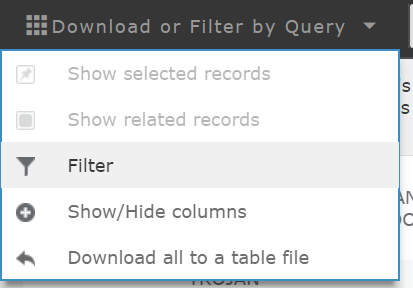 Download or Filter by Query
Show selected records
Show related records
Filter
Show/Hide columns
Download all to a table file